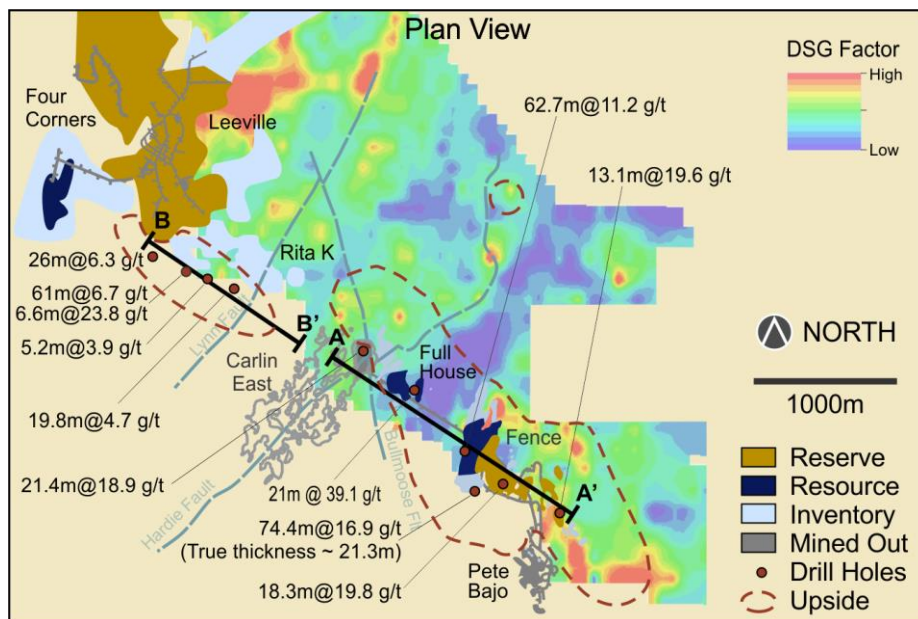 Plan View
DSG Factor
High
Low
Four
Corners
Leeville
62.7m@11.2 g/t
13.1m@19.6 g/t
B
26m@6.3 g/t
61m@6.7 g/t
6.6m@23.8 g/t
5.2m@3.9 g/t
Rita K
Lynn Fault
B'
A
Carlin
East
Full
House
NORTH
1000m
19.8m@4.7 g/t
Fence
21.4m@18.9 g/t
Hardie Fault
Bullmoose Flt
21m @ 39.1 g/t
A'
74.4m@16.9 g/t
(True thickness ~ 21.3m)
18.3m@19.8 g/t
Pete
Bajo
Reserve
Resource
Inventory
Mined Out
Drill Holes
Upside